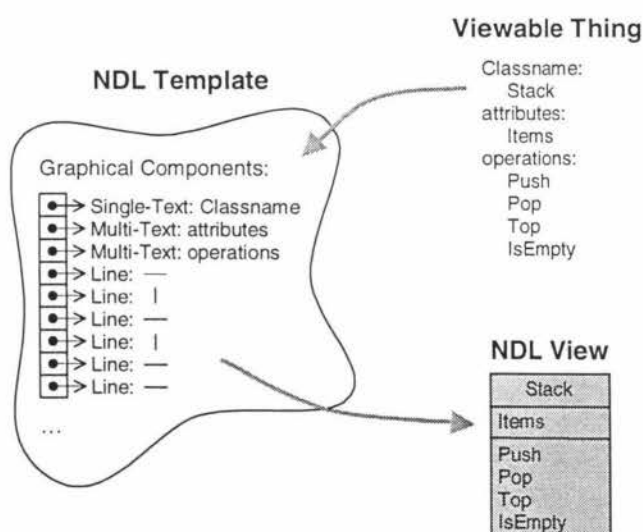 Viewable Thing
Classname:
Stack
attributes:
Items
operations:
Push
Pop
Top
IsEmpty
NDL Template
Graphical Components:
Single-Text: Classname
Multi-Text: attributes
Multi-Text: operations
Line: —
Line: |
Line: —
Line: |
Line: —
Line: —
...
NDL View
Stack
Items
Push
Pop
Top
IsEmpty